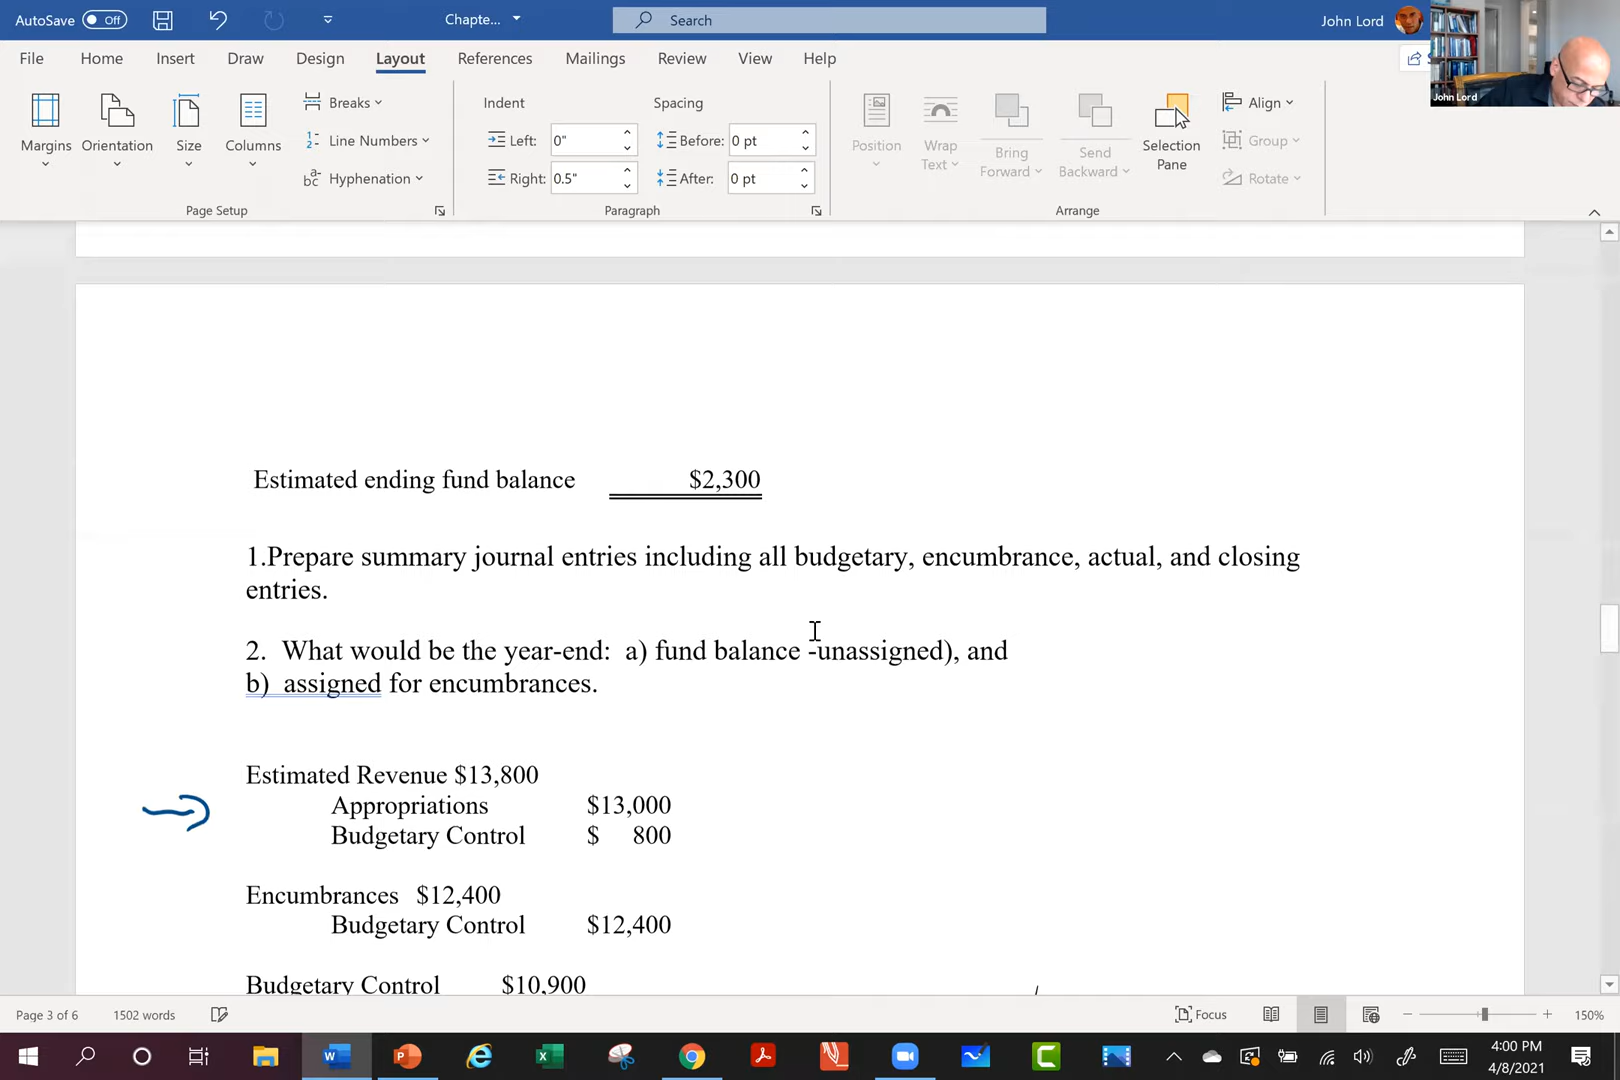 AutoSave Off Chapte... Search John Lord
File Home Insert Draw Design Layout References Mailings Review View Help
John Lord
Margins Orientation Size Columns
Breaks
Line Numbers
Hyphenation
Page Setup
Indent
Left: 0"
Right: 0.5"
Spacing
Before: 0 pt
After: 0 pt
Paragraph
Position
Wrap Text
Bring Forward
Send Backward
Selection Pane
Align
Group
Rotate
Arrange
Estimated ending fund balance $2,300
1.Prepare summary journal entries including all budgetary, encumbrance, actual, and closing
entries.
2. What would be the year-end: a) fund balance -unassigned), and
b) assigned for encumbrances.
Estimated Revenue $13,800
Appropriations $13,000
Budgetary Control $ 800
Encumbrances $12,400
Budgetary Control $12,400
Budgetary Control $10,900
Page 3 of 6 1502 words Focus 150%
4:00 PM
4/8/2021